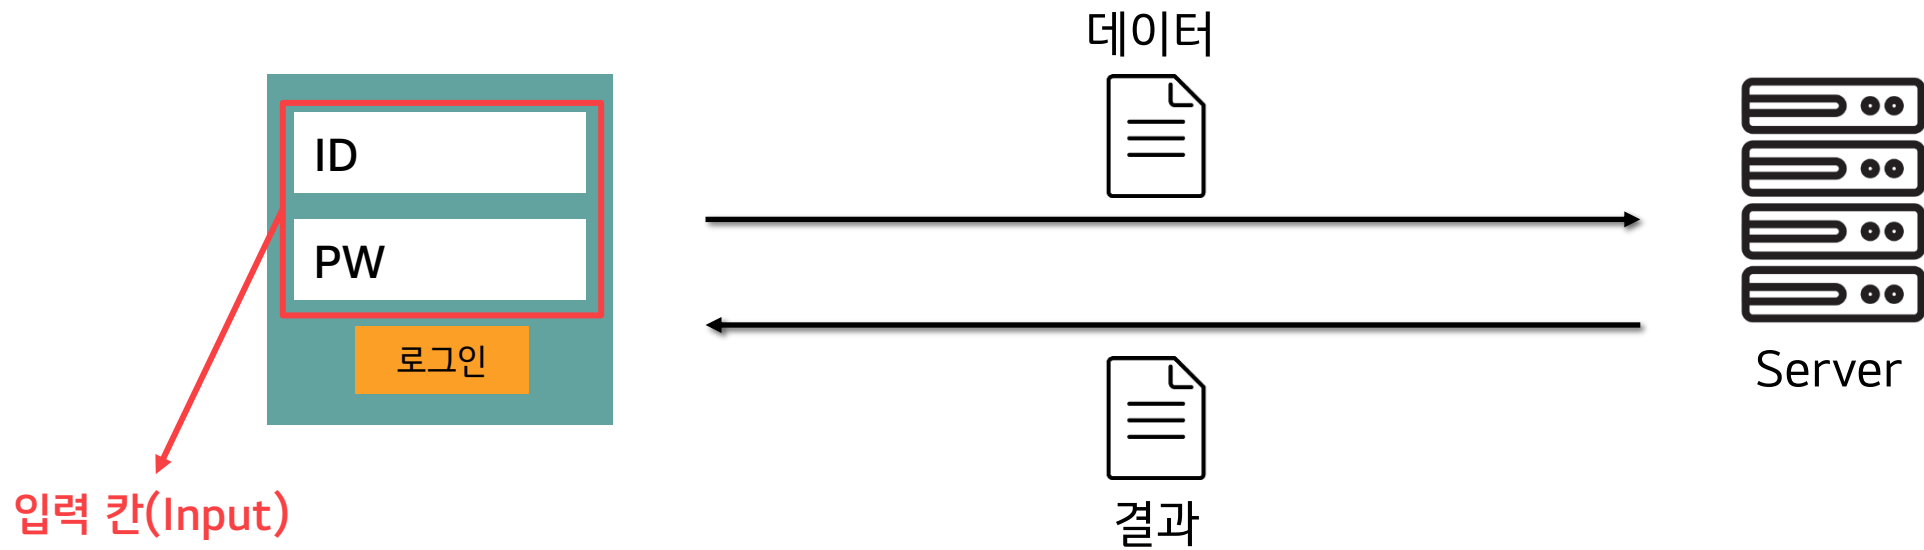 데이터
ID
PW
로그인
Server
입력 칸(Input)
결과